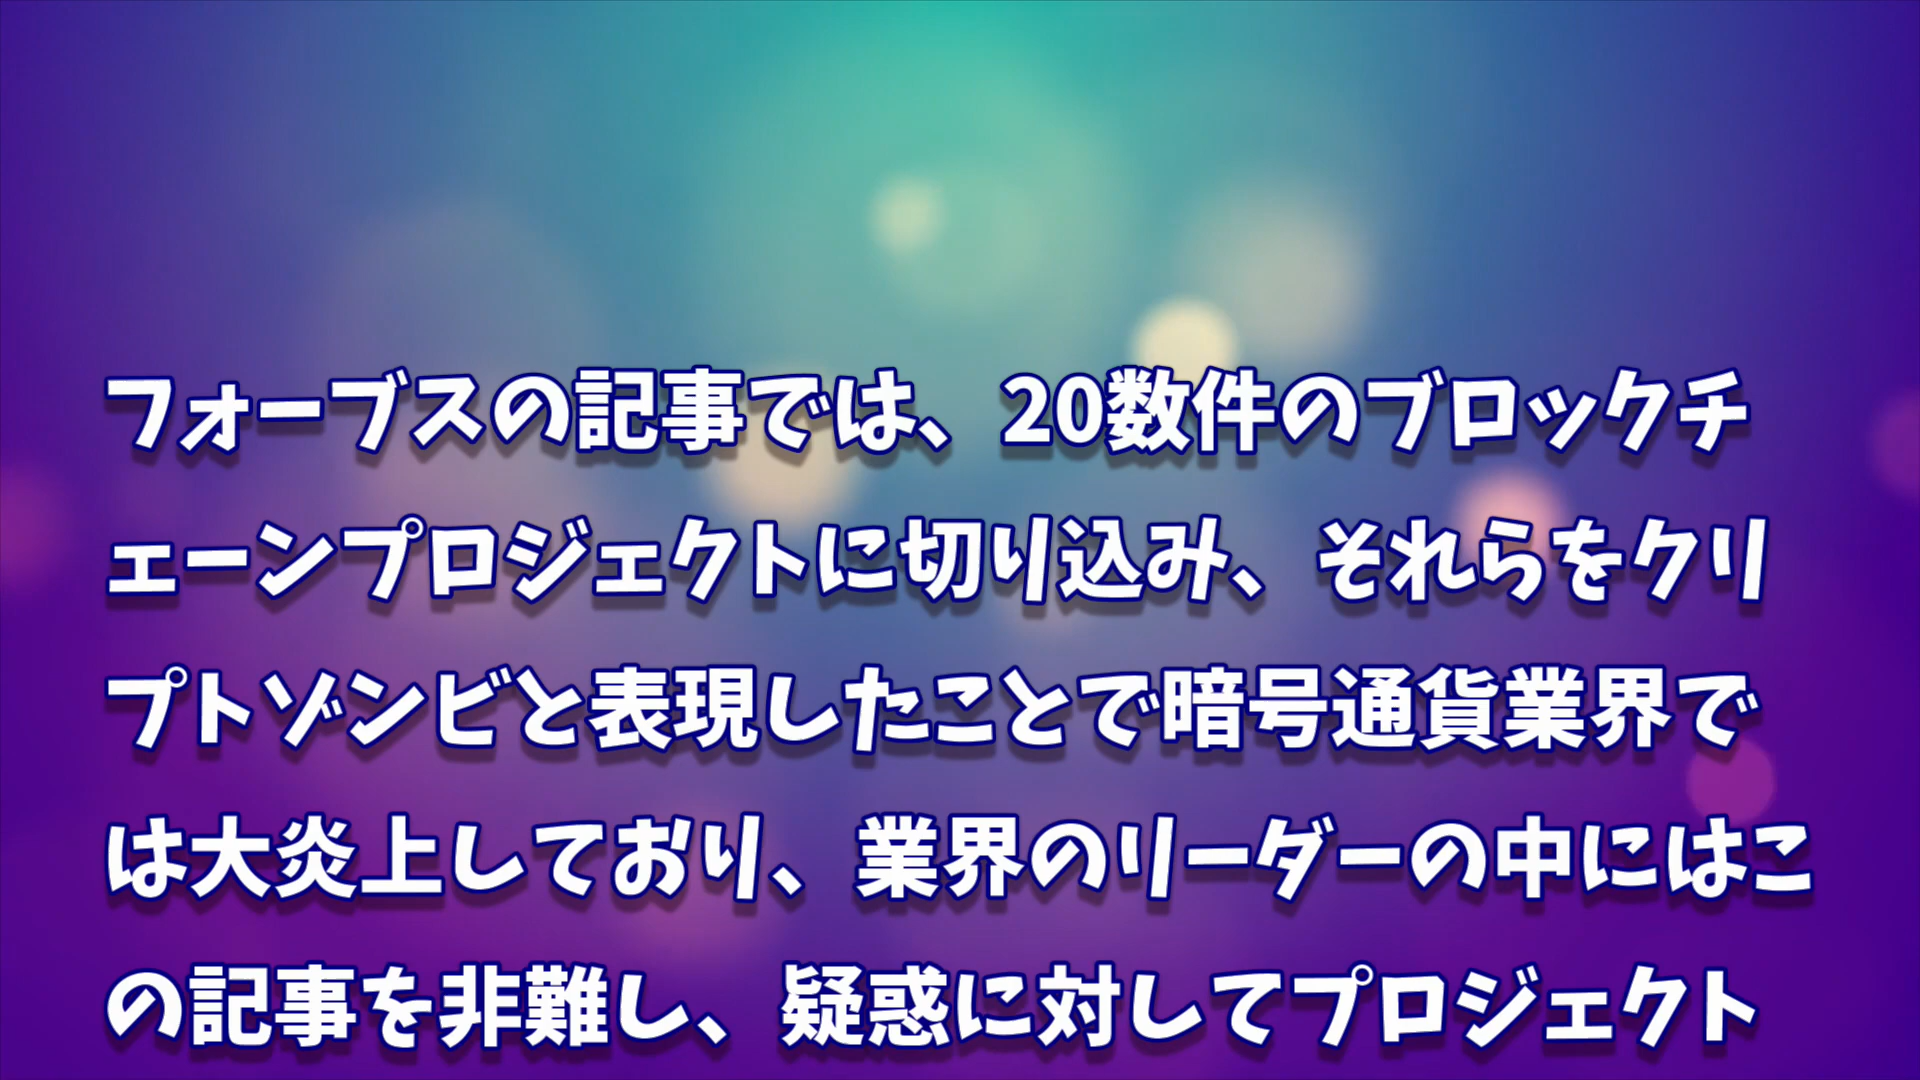 フォーブスの記事では、20数件のブロックチ
ェーンプロジェクトに切り込み、それらをクリ
プトゾンビと表現したことで暗号通貨業界で
は大炎上しており、業界のリーダーの中にはこ
の記事を非難し、疑惑に対してプロジェクト